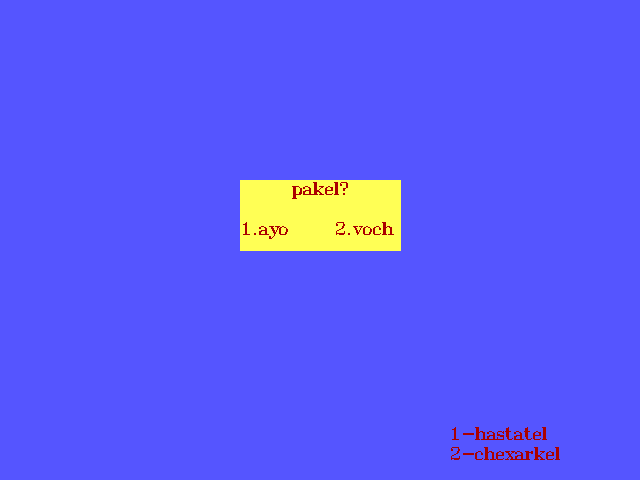 pakel?
1.ayo 2.voch
1-hastatel
2-chexarkel